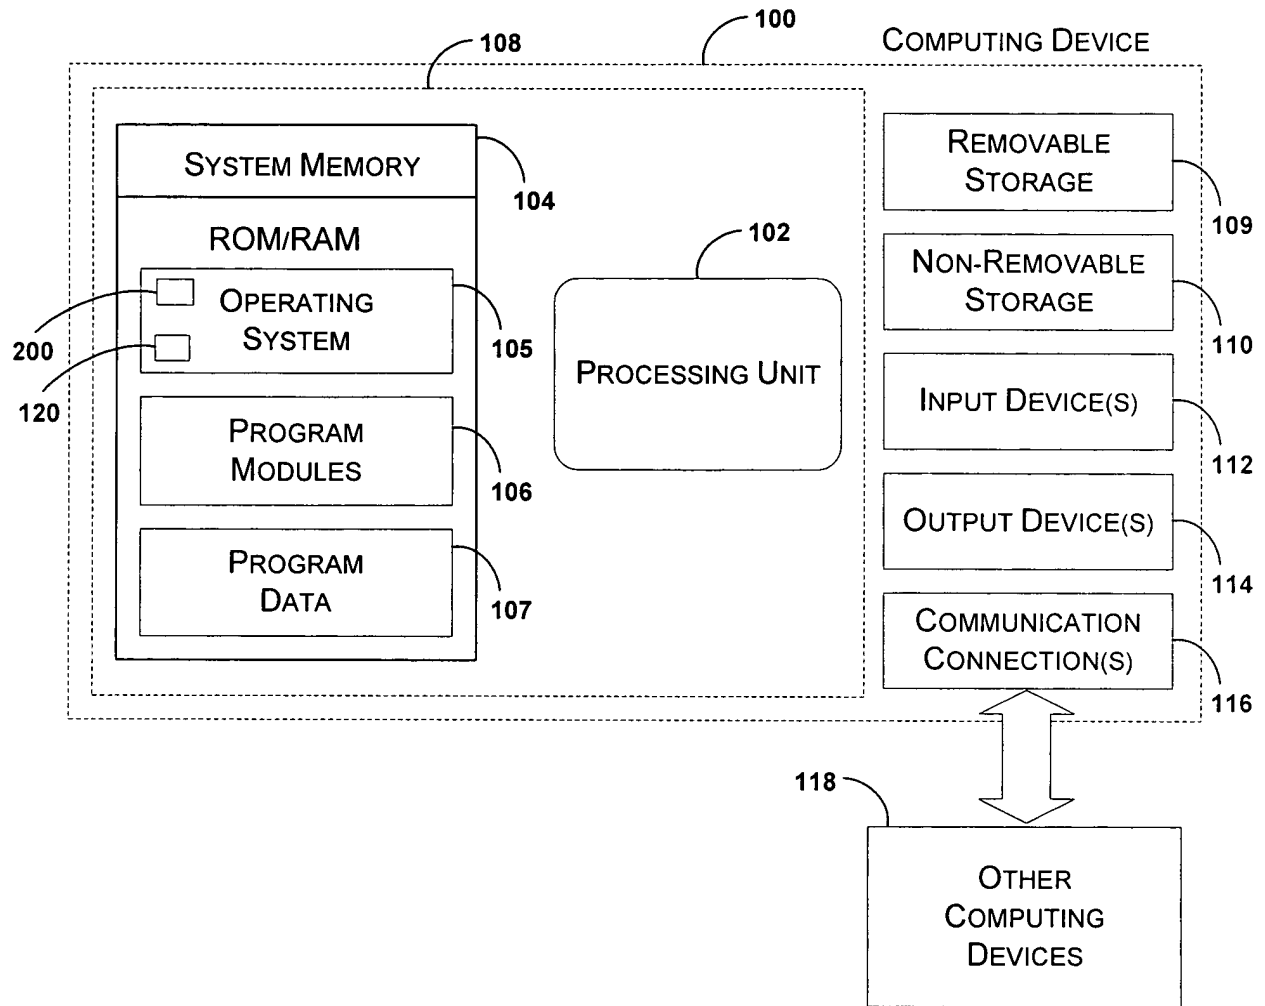 100
COMPUTING DEVICE
108
SYSTEM MEMORY
104
ROM/RAM
OPERATING
SYSTEM
200
120
105
PROGRAM
MODULES
106
PROGRAM
DATA
107
102
PROCESSING UNIT
REMOVABLE
STORAGE
109
NON-REMOVABLE
STORAGE
110
INPUT DEVICE(S)
112
OUTPUT DEVICE(S)
114
COMMUNICATION
CONNECTION(S)
116
118
OTHER
COMPUTING
DEVICES